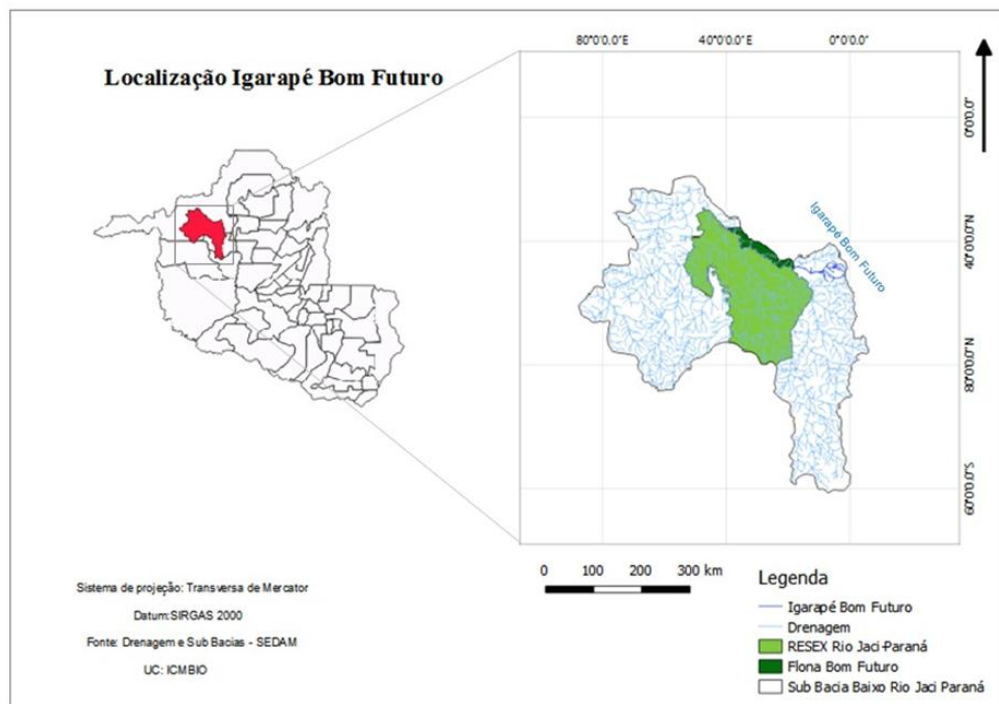 Localização Igarapé Bom Futuro
80°0'0.0"E
40°0'0.0"E
0°0'0.0"
0°0'0.0"
40°0'0.0"N
80°0'0.0"N
60°0'0.0"S
Igarapé Bom Futuro
0 100 200 300 km
Sistema de projeção: Transversa de Mercator
Datum:SIRGAS 2000
Fonte: Drenagem e Sub Bacias - SEDAM
UC: ICMBIO
Legenda
Igarapé Bom Futuro
Drenagem
RESEX Rio Jaci-Paraná
Flona Bom Futuro
Sub Bacia Baixo Rio Jaci Paraná